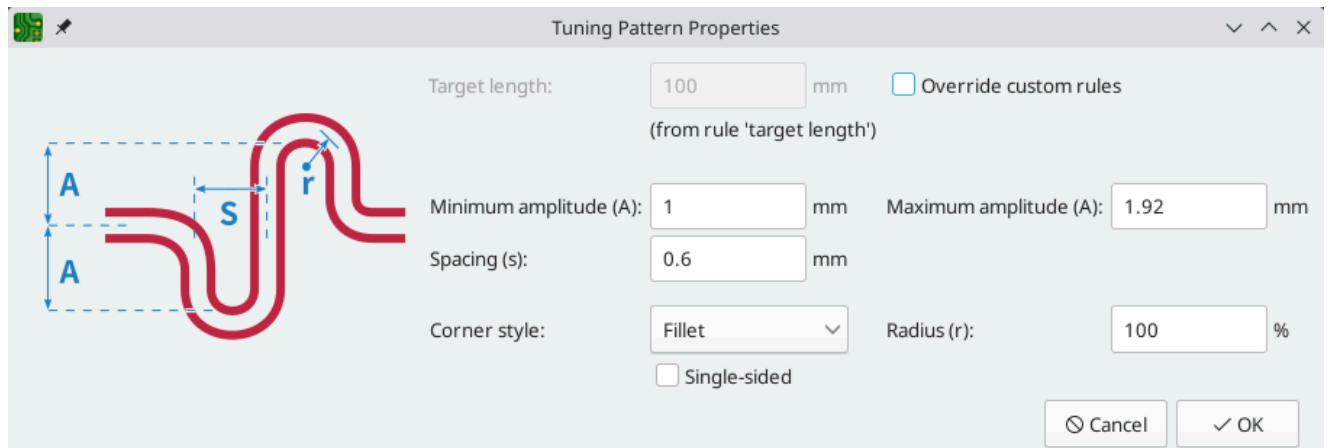 Tuning Pattern Properties
Target length: 100 mm Override custom rules
(from rule 'target length')
A
S
r
A
Minimum amplitude (A): 1 mm Maximum amplitude (A): 1.92 mm
Spacing (s): 0.6 mm
Corner style: Fillet Radius (r): 100 %
Single-sided
Cancel OK